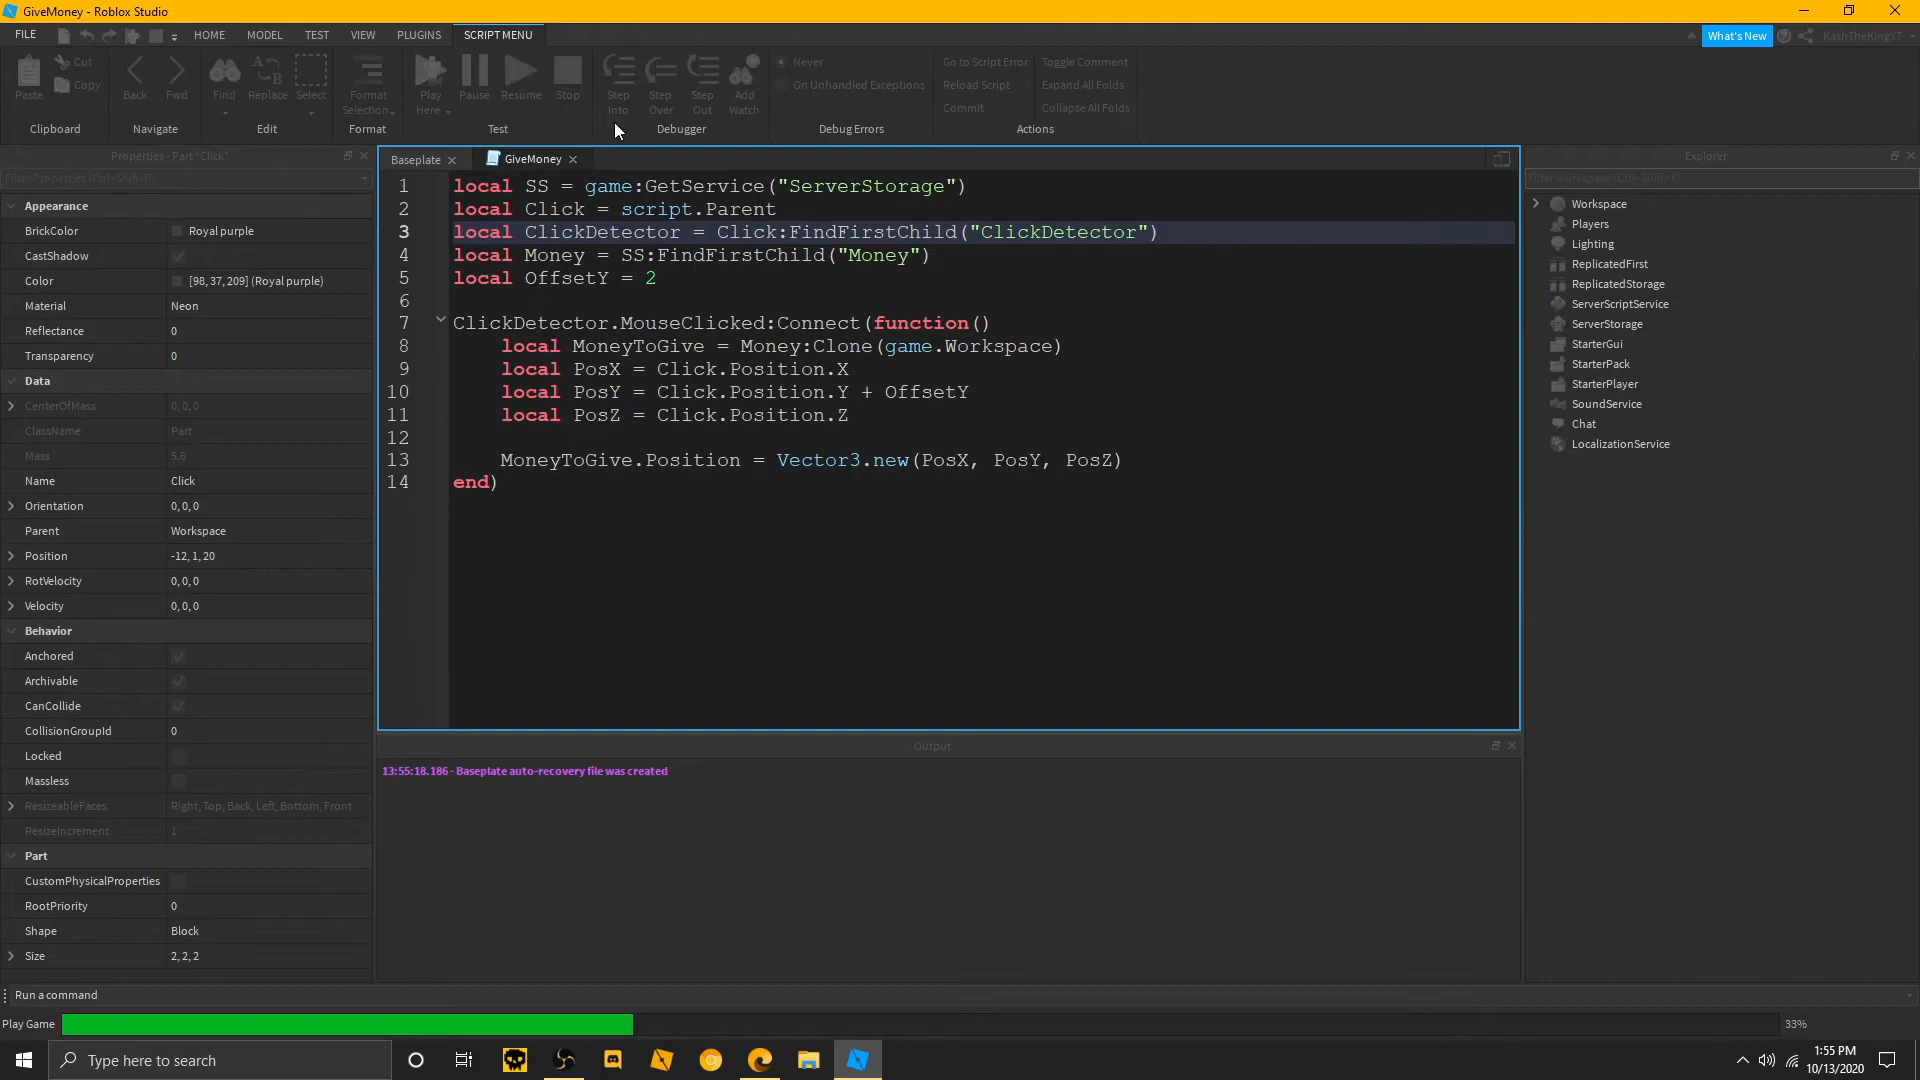 GiveMoney - Roblox Studio
FILE HOME MODEL TEST VIEW PLUGINS SCRIPT MENU What's New KashTheKingYT
Paste Cut Copy
Back Fwd
Find Replace Select
Format Selection
Play Here Pause Resume Stop
Step Into Step Over Step Out Add Watch
Never
On Unhandled Exceptions
Go to Script Error
Reload Script
Commit
Toggle Comment
Expand All Folds
Collapse All Folds
Clipboard Navigate Edit Format Test Debugger Debug Errors Actions
Properties - Part "Click"
Filter Properties (Ctrl+Shift+P)
Appearance
BrickColor Royal purple
CastShadow
Color [98, 37, 209] (Royal purple)
Material Neon
Reflectance 0
Transparency 0
Data
CenterOfMass 0, 0, 0
ClassName Part
Mass 5.6
Name Click
Orientation 0, 0, 0
Parent Workspace
Position -12, 1, 20
RotVelocity 0, 0, 0
Velocity 0, 0, 0
Behavior
Anchored
Archivable
CanCollide
CollisionGroupId 0
Locked
Massless
ResizeableFaces Right, Top, Back, Left, Bottom, Front
ResizeIncrement 1
Part
CustomPhysicalProperties
RootPriority 0
Shape Block
Size 2, 2, 2
Baseplate GiveMoney
1 local SS = game:GetService("ServerStorage")
2 local Click = script.Parent
3 local ClickDetector = Click:FindFirstChild("ClickDetector")
4 local Money = SS:FindFirstChild("Money")
5 local OffsetY = 2
6
7 ClickDetector.MouseClicked:Connect(function()
8 local MoneyToGive = Money:Clone(game.Workspace)
9 local PosX = Click.Position.X
10 local PosY = Click.Position.Y + OffsetY
11 local PosZ = Click.Position.Z
12
13 MoneyToGive.Position = Vector3.new(PosX, PosY, PosZ)
14 end)
Output
13:55:18.186 - Baseplate auto-recovery file was created
Explorer
Filter workspace (Ctrl+Shift+X)
Workspace
Players
Lighting
ReplicatedFirst
ReplicatedStorage
ServerScriptService
ServerStorage
StarterGui
StarterPack
StarterPlayer
SoundService
Chat
LocalizationService
Run a command
Play Game 33%
Type here to search
1:55 PM
10/13/2020